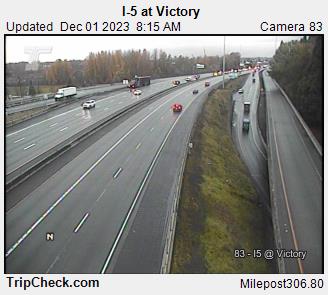 I-5 at Victory
Updated  Dec 01 2023  8:15 AM Camera 83
N
83 - I5 @ Victory
TripCheck.com Milepost306.80